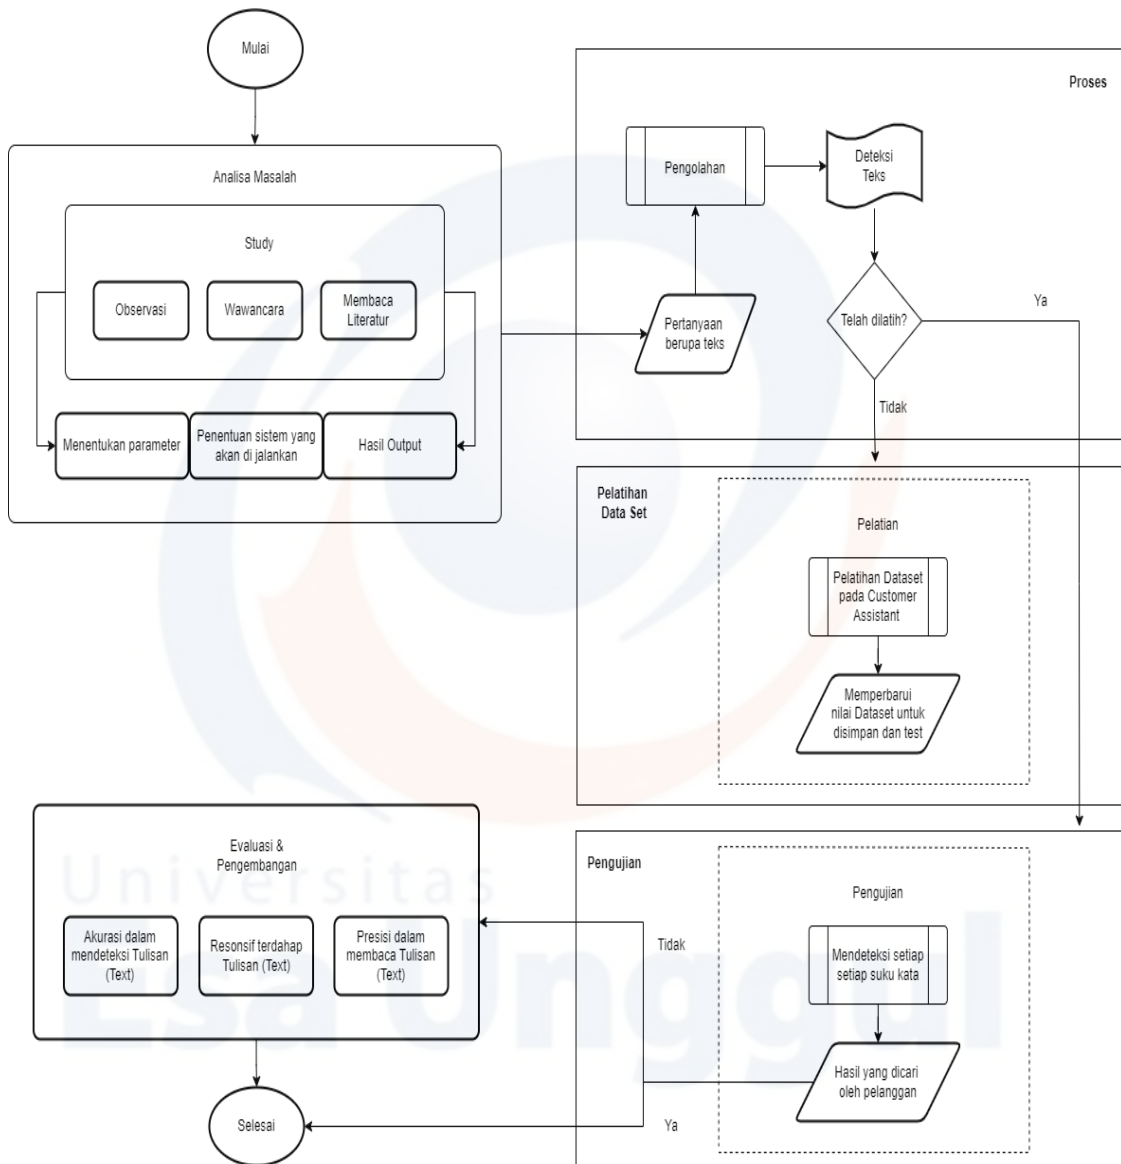 Mulai
Analisa Masalah
Study
Observasi
Wawancara
Membaca
Literatur
Menentukan parameter
Penentuan sistem yang
akan di jalankan
Hasil Output
Proses
Pengolahan
Deteksi
Teks
Pertanyaan
berupa teks
Telah dilatih?
Ya
Tidak
Pelatihan
Data Set
Pelatian
Pelatihan Dataset
pada Customer
Assistant
Memperbarui
nilai Dataset untuk
disimpan dan test
Pengujian
Pengujian
Mendeteksi setiap
setiap suku kata
Hasil yang dicari
oleh pelanggan
Tidak
Ya
Evaluasi &
Pengembangan
Akurasi dalam
mendeteksi Tulisan
(Text)
Resonsif terdahap
Tulisan (Text)
Presisi dalam
membaca Tulisan
(Text)
Selesai
Universitas
Esa Unggul